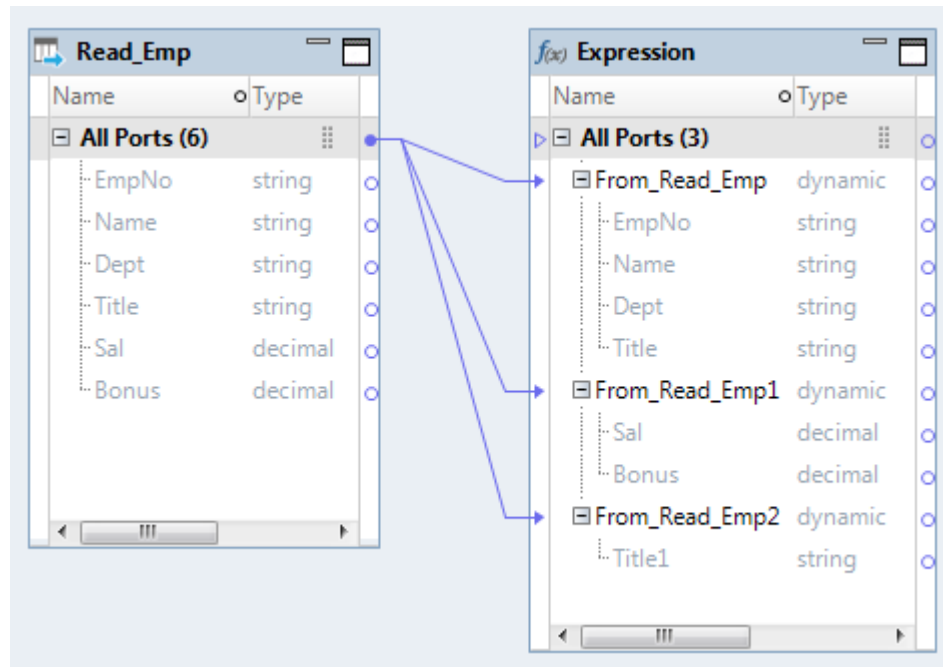 Read_Emp
Name Type
All Ports (6)
EmpNo string
Name string
Dept string
Title string
Sal decimal
Bonus decimal
f(x) Expression
Name Type
All Ports (3)
From_Read_Emp dynamic
EmpNo string
Name string
Dept string
Title string
From_Read_Emp1 dynamic
Sal decimal
Bonus decimal
From_Read_Emp2 dynamic
Title1 string